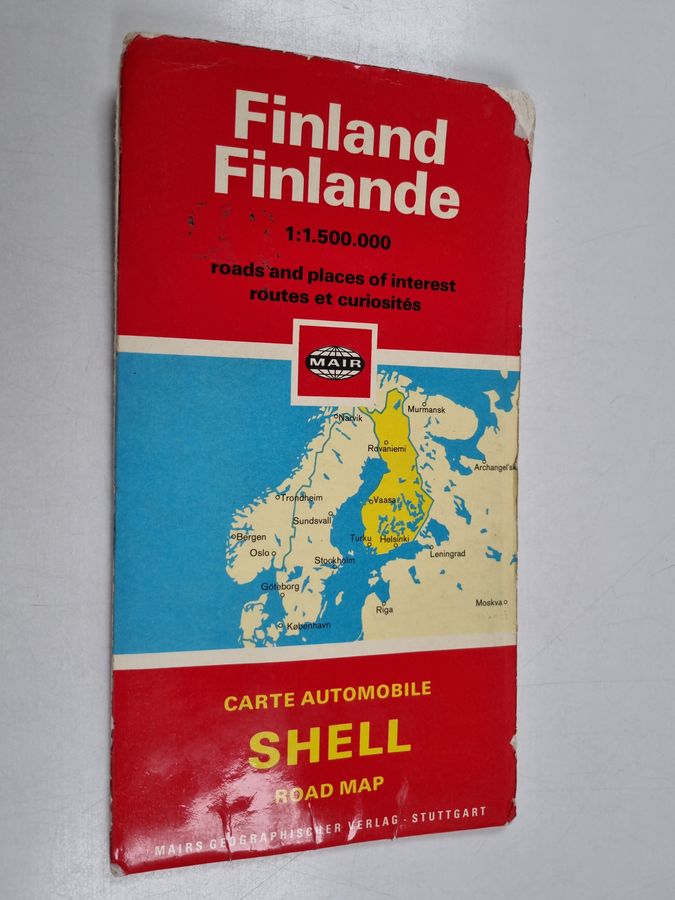 Finland
Finlande
1:1.500.000
roads and places of interest
routes et curiosités
MAIR
Narvik
Murmansk
Rovaniemi
Archangel'sk
Trondheim
Vaasa
Sundsvall
Bergen
Turku
Helsinki
Oslo
Leningrad
Stockholm
Göteborg
Riga
Moskva
København
CARTE AUTOMOBILE
SHELL
ROAD MAP
MAIRS GEOGRAPHISCHER VERLAG · STUTTGART